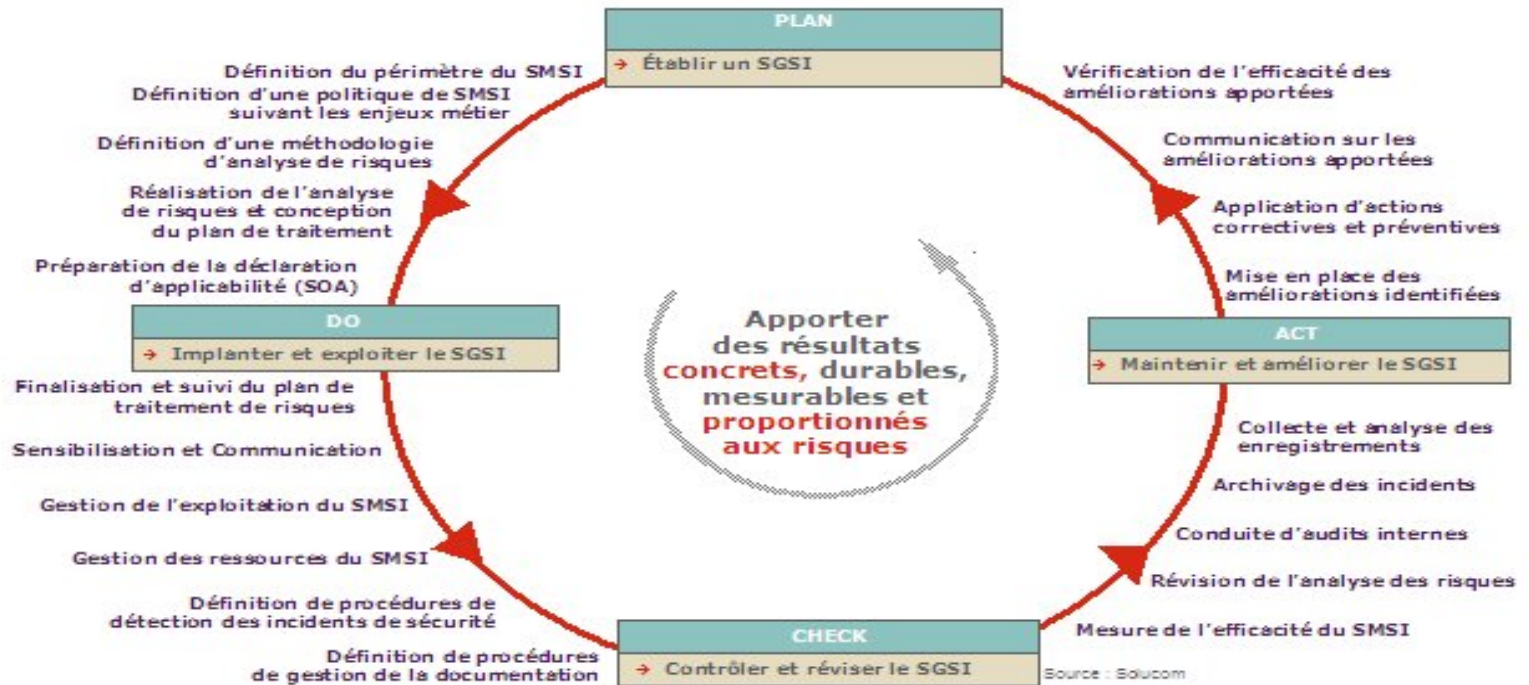 PLAN
→ Établir un SGSI
Définition du périmètre du SMSI
Définition d'une politique de SMSI
suivant les enjeux métier
Définition d'une méthodologie
d'analyse de risques
Réalisation de l'analyse
de risques et conception
du plan de traitement
Préparation de la déclaration
d'applicabilité (SOA)
DO
→ Implanter et exploiter le SGSI
Finalisation et suivi du plan de
traitement de risques
Sensibilisation et Communication
Gestion de l'exploitation du SMSI
Gestion des ressources du SMSI
Définition de procédures de
détection des incidents de sécurité
Définition de procédures
de gestion de la documentation
CHECK
→ Contrôler et réviser le SGSI
Source : Solucom
Mesure de l'efficacité du SMSI
Révision de l'analyse des risques
Conduite d'audits internes
Archivage des incidents
Collecte et analyse des
enregistrements
ACT
→ Maintenir et améliorer le SGSI
Mise en place des
améliorations identifiées
Application d'actions
correctives et préventives
Communication sur les
améliorations apportées
Vérification de l'efficacité des
améliorations apportées
Apporter
des résultats
concrets, durables,
mesurables et
proportionnés
aux risques